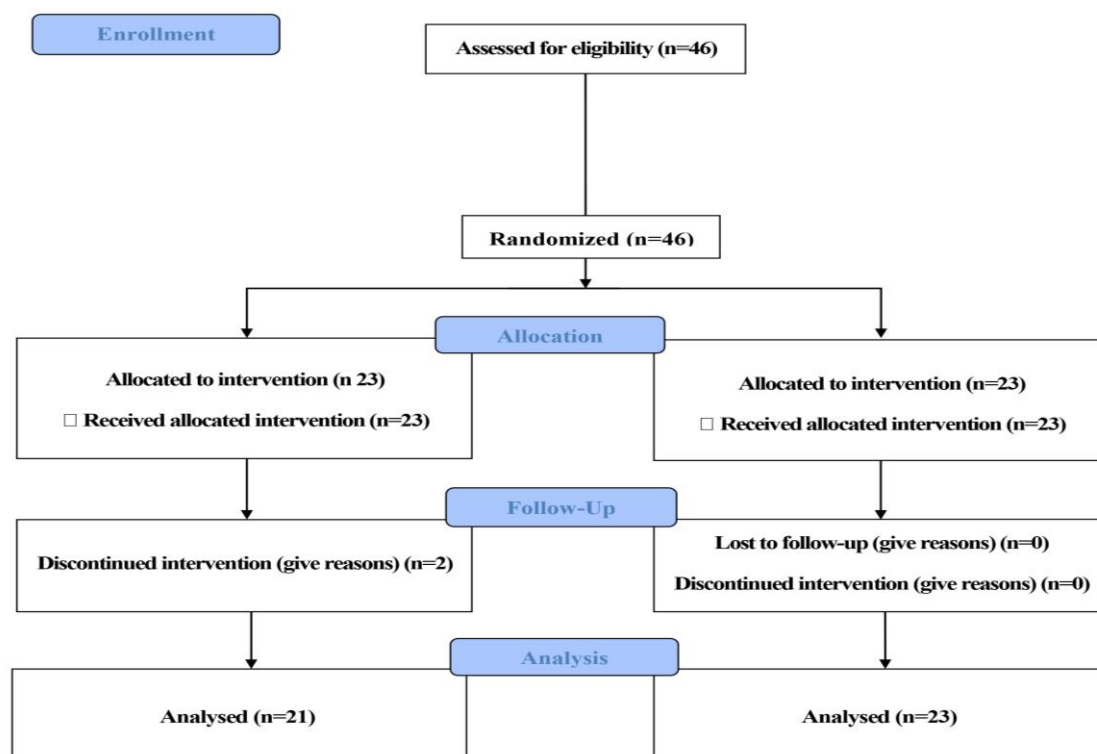 Enrollment
Assessed for eligibility (n=46)
Randomized (n=46)
Allocation
Allocated to intervention (n 23)
□ Received allocated intervention (n=23)
Allocated to intervention (n=23)
□ Received allocated intervention (n=23)
Follow-Up
Discontinued intervention (give reasons) (n=2)
Lost to follow-up (give reasons) (n=0)
Discontinued intervention (give reasons) (n=0)
Analysis
Analysed (n=21)
Analysed (n=23)